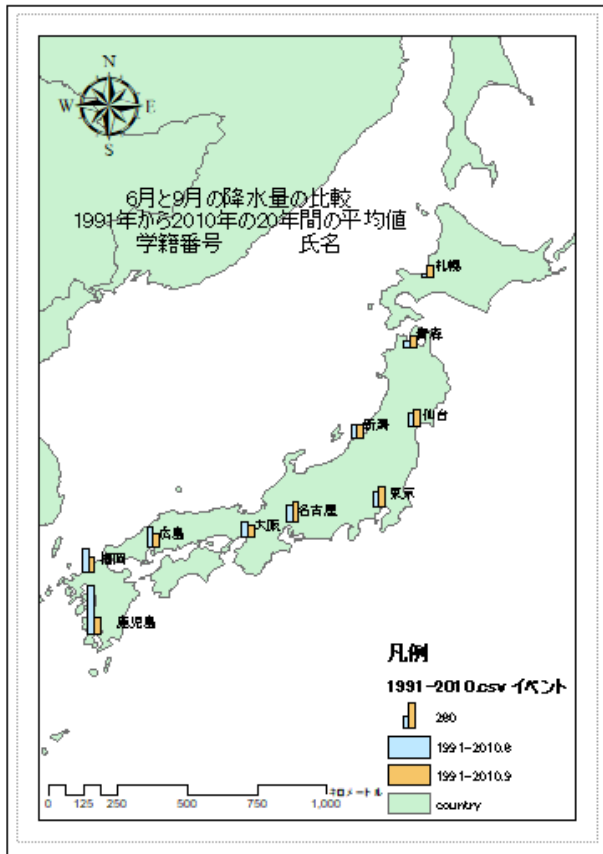 N
W E
S
6月と9月の降水量の比較
1991年から2010年の20年間の平均値
学籍番号 氏名
札幌
青森
仙台
新潟
東京
名古屋
大阪
広島
福岡
鹿児島
凡例
1991-2010.csv イベント
280
1991-2010.6
1991-2010.9
country
キロメートル
0 125 250 500 750 1,000